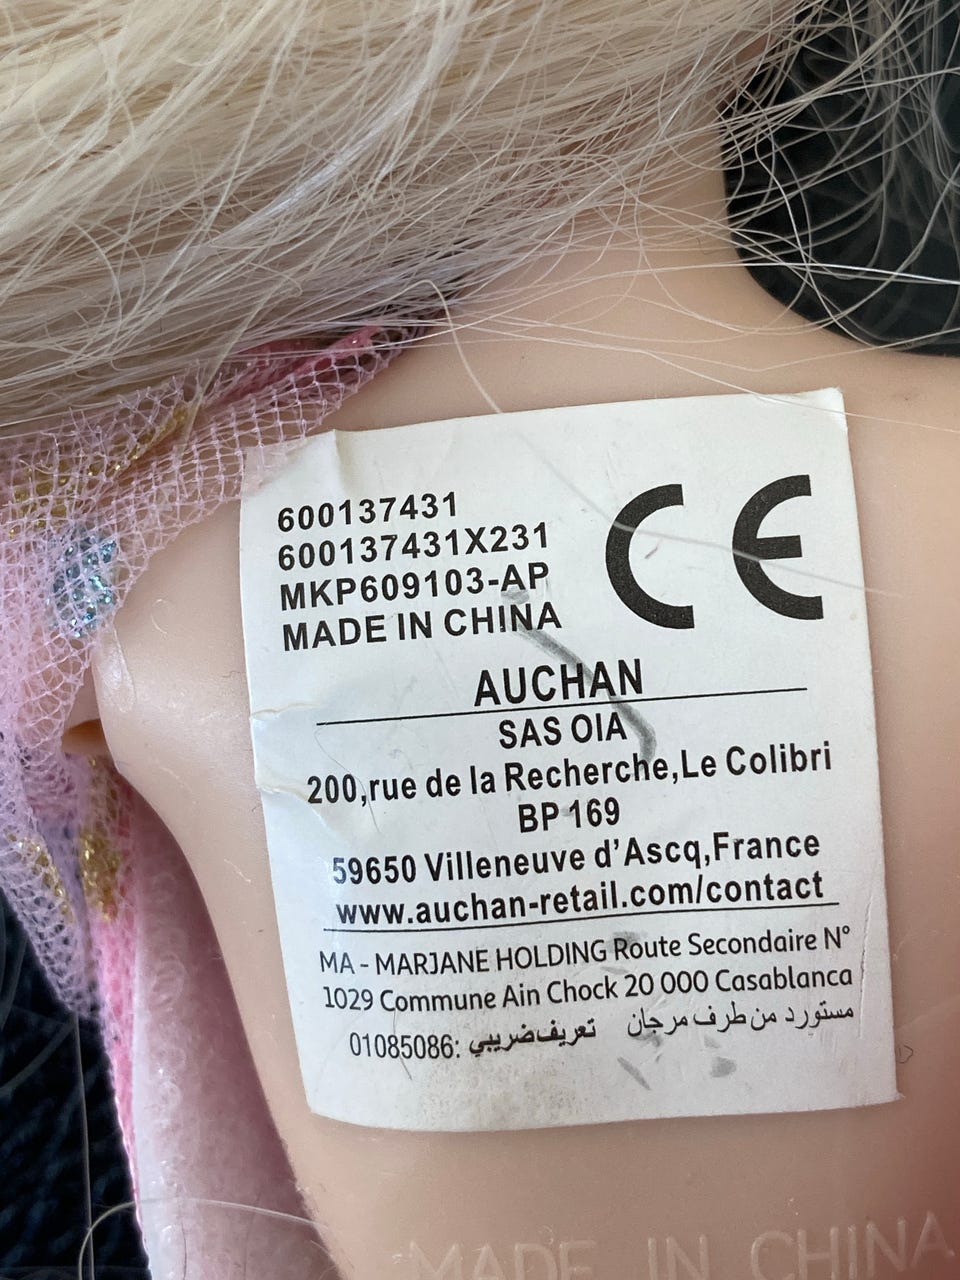 600137431
600137431X231
MKP609103-AP
MADE IN CHINA
CE
AUCHAN
SAS OIA
200,rue de la Recherche,Le Colibri
BP 169
59650 Villeneuve d'Ascq,France
www.auchan-retail.com/contact
MA - MARJANE HOLDING Route Secondaire N°
1029 Commune Ain Chock 20 000 Casablanca
مستورد من طرف مرجان تعريف ضريبي :01085086
MADE IN CHINA